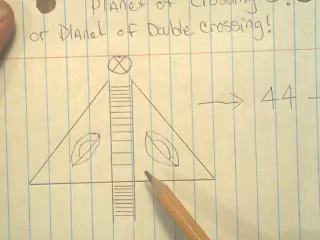 Planet of Crossing
or Planet of Double crossing!
→ 44 -